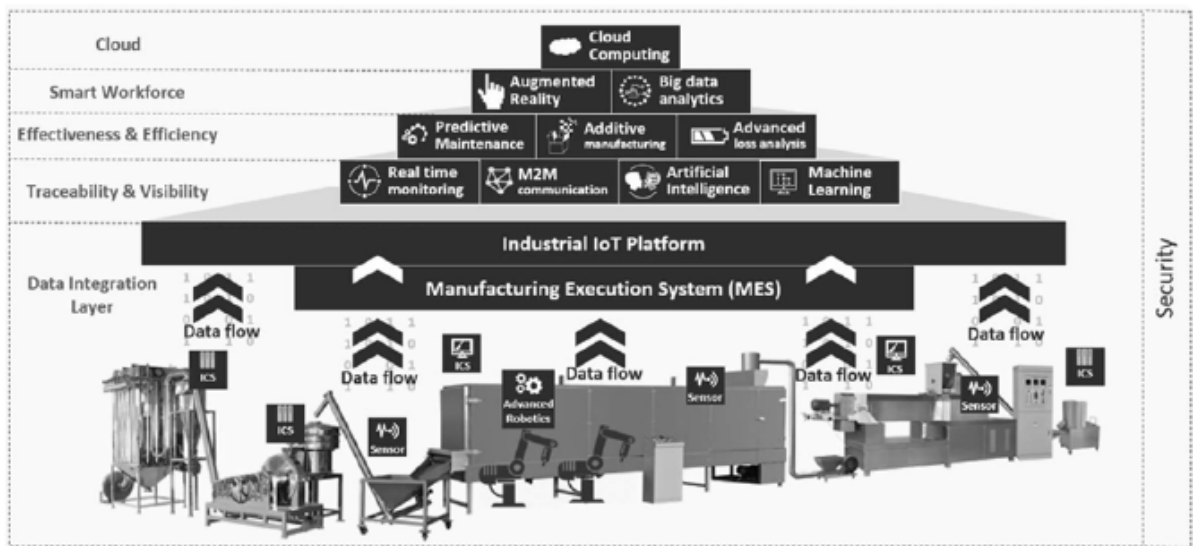 Cloud
Cloud
Computing
Smart Workforce
Augmented
Reality
Big data
analytics
Effectiveness & Efficiency
Predictive
Maintenance
Additive
manufacturing
Advanced
loss analysis
Traceability & Visibility
Real time
monitoring
M2M
communication
Artificial
Intelligence
Machine
Learning
Industrial IoT Platform
Data Integration
Layer
Manufacturing Execution System (MES)
Data flow
Data flow
Data flow
Data flow
Data flow
ICS
ICS
ICS
ICS
ICS
Sensor
Advanced
Robotics
Sensor
Sensor
Security